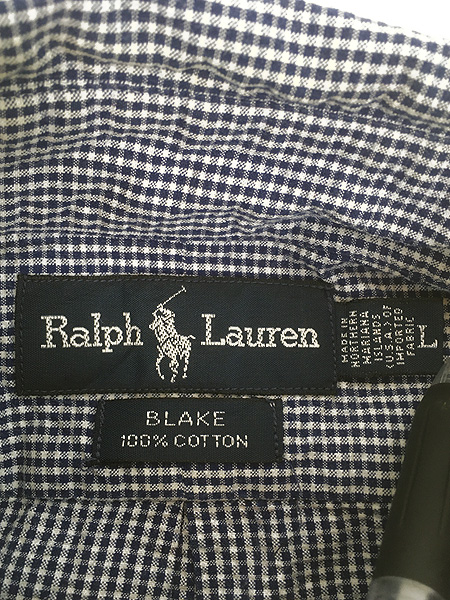 Ralph Lauren
MADE IN
NORTHERN
MARIANA
ISLANDS
(U.S.A.) OF
IMPORTED
FABRIC
L
BLAKE
100% COTTON